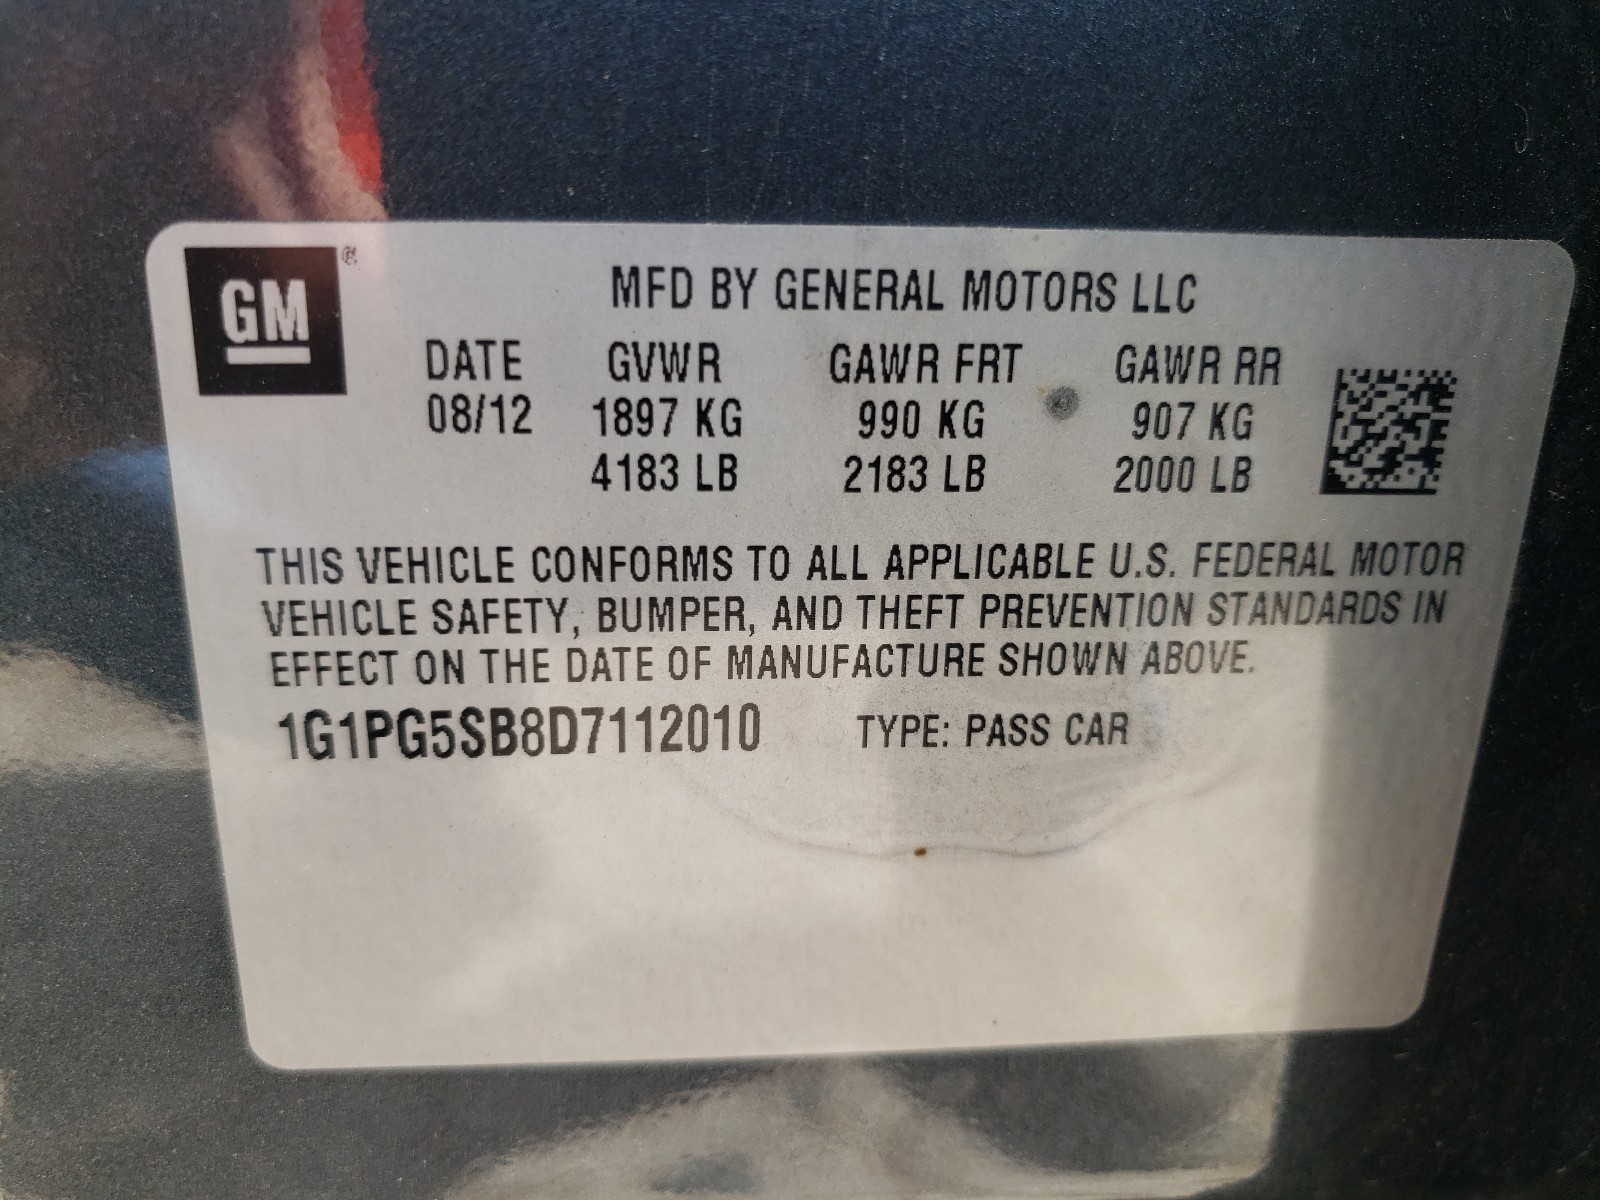 GM ®
MFD BY GENERAL MOTORS LLC
DATE GVWR GAWR FRT GAWR RR
08/12 1897 KG 990 KG 907 KG
4183 LB 2183 LB 2000 LB
THIS VEHICLE CONFORMS TO ALL APPLICABLE U.S. FEDERAL MOTOR
VEHICLE SAFETY, BUMPER, AND THEFT PREVENTION STANDARDS IN
EFFECT ON THE DATE OF MANUFACTURE SHOWN ABOVE.
1G1PG5SB8D7112010 TYPE: PASS CAR